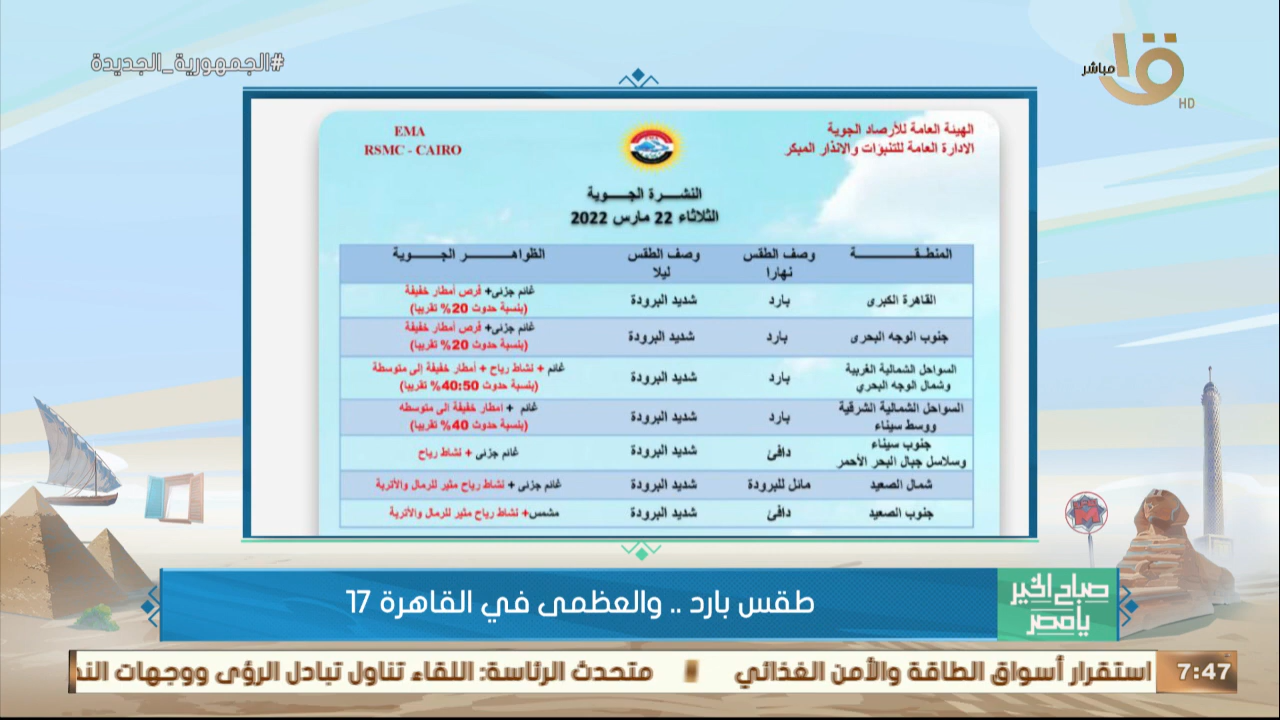 #الجمهورية_الجديدة
مباشر
HD
الهيئة العامة للأرصاد الجوية
الادارة العامة للتنبؤات والانذار المبكر
EMA
RSMC - CAIRO
النشـــرة الجـــوية
الثلاثاء 22 مارس 2022
المنطقــــــــــــة وصف الطقس نهارا وصف الطقس ليلا الظواهـــــــر الجــــــوية
القاهرة الكبرى بارد شديد البرودة غائم جزئى+ فرص أمطار خفيفة
(بنسبة حدوث 20% تقريبا)
جنوب الوجه البحرى بارد شديد البرودة غائم جزئى+ فرص أمطار خفيفة
(بنسبة حدوث 20% تقريبا)
السواحل الشمالية الغربية وشمال الوجه البحري بارد شديد البرودة غائم + نشاط رياح + أمطار خفيفة إلى متوسطة
(بنسبة حدوث 40:50% تقريبا)
السواحل الشمالية الشرقية ووسط سيناء بارد شديد البرودة غائم + امطار خفيفة الى متوسطه
(بنسبة حدوث 40% تقريبا)
جنوب سيناء وسلاسل جبال البحر الأحمر دافئ شديد البرودة غائم جزئى + نشاط رياح
شمال الصعيد مائل للبرودة شديد البرودة غائم جزئى + نشاط رياح مثير للرمال والأتربة
جنوب الصعيد دافئ شديد البرودة مشمس+ نشاط رياح مثير للرمال والأتربة
M
صباح الخير
يا مصر
طقس بارد .. والعظمى في القاهرة 17
7:47
استقرار أسواق الطاقة والأمن الغذائي
متحدث الرئاسة: اللقاء تناول تبادل الرؤى ووجهات